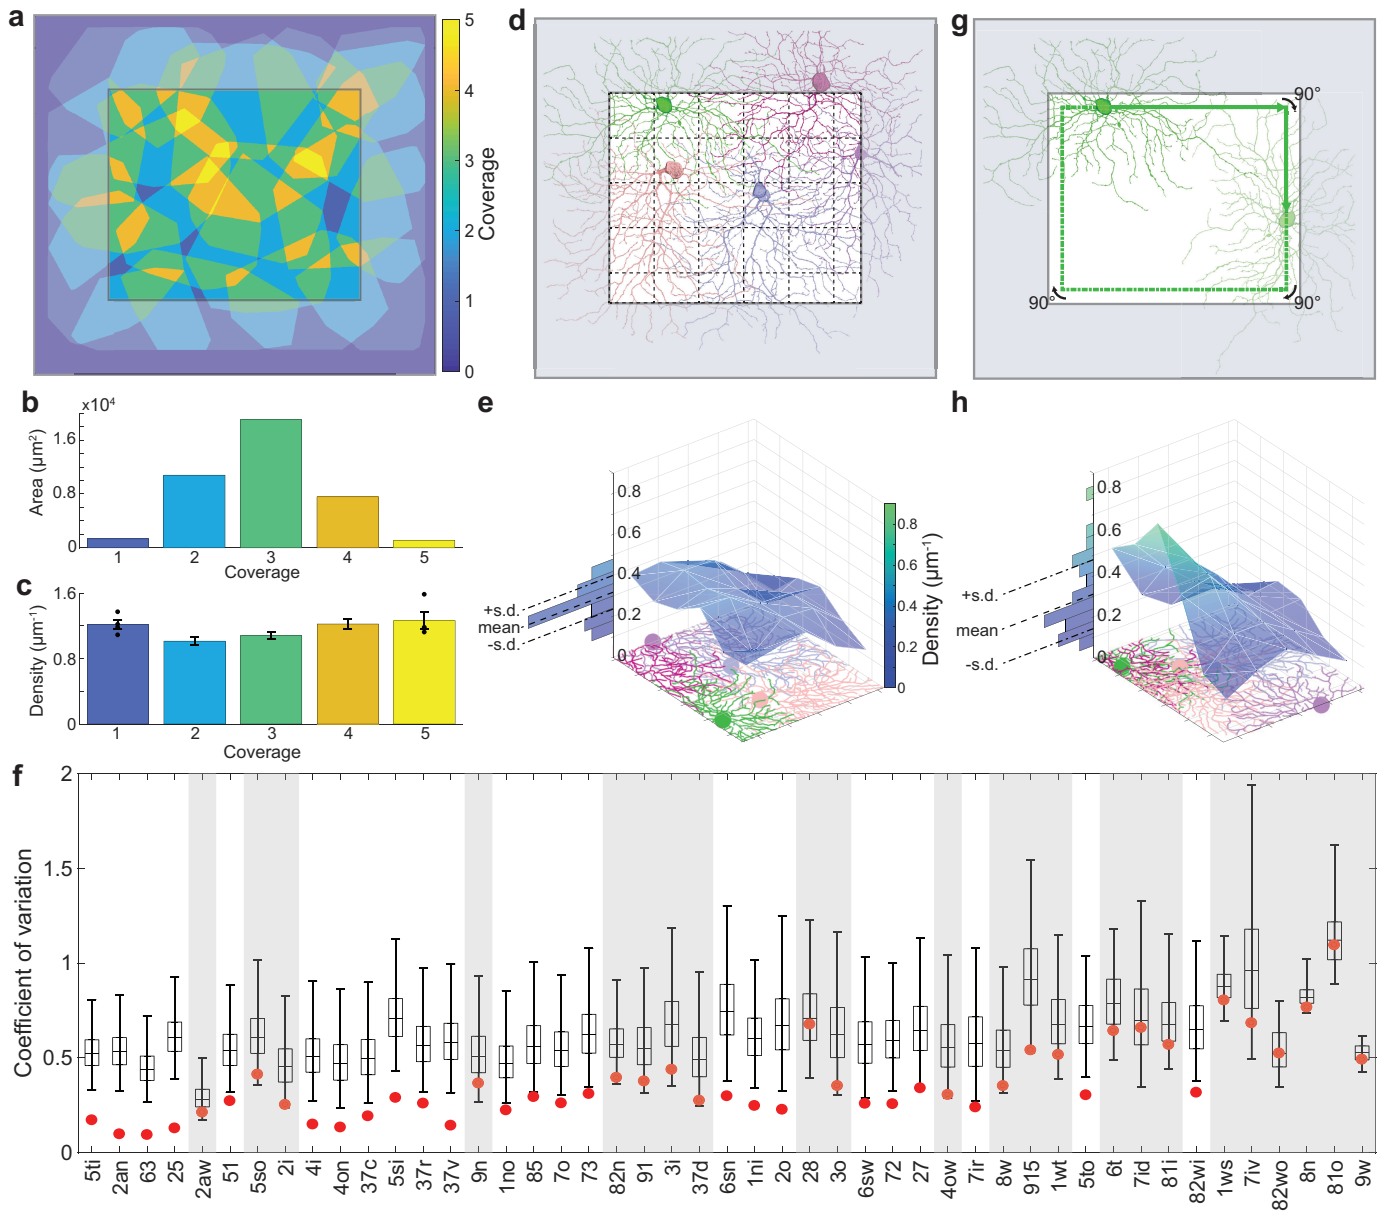 a
5
4
3
2
1
0
Coverage
d
g
90°
90°
90°
b
x10⁴
1.6
0.8
0
Area (μm²)
1 2 3 4 5
Coverage
c
1.6
0.8
0
Density (μm⁻¹)
1 2 3 4 5
Coverage
e
0.8
0.6
0.4
0.2
0
+s.d.
mean
-s.d.
0.8
0.6
0.4
0.2
0
Density (μm⁻¹)
h
0.8
0.6
0.4
0.2
0
+s.d.
mean
-s.d.
f
2
1.5
1
0.5
0
Coefficient of variation
5ti 2an 63 25 2aw 51 5so 2i 4i 4on 37c 5si 37r 37v 9n 1no 85 7o 73 82n 91 3i 37d 6sn 1ni 2o 28 3o 6sw 72 27 4ow 7ir 8w 915 1wt 5to 6t 7id 81i 82wi 1ws 7iv 82wo 8n 81o 9w